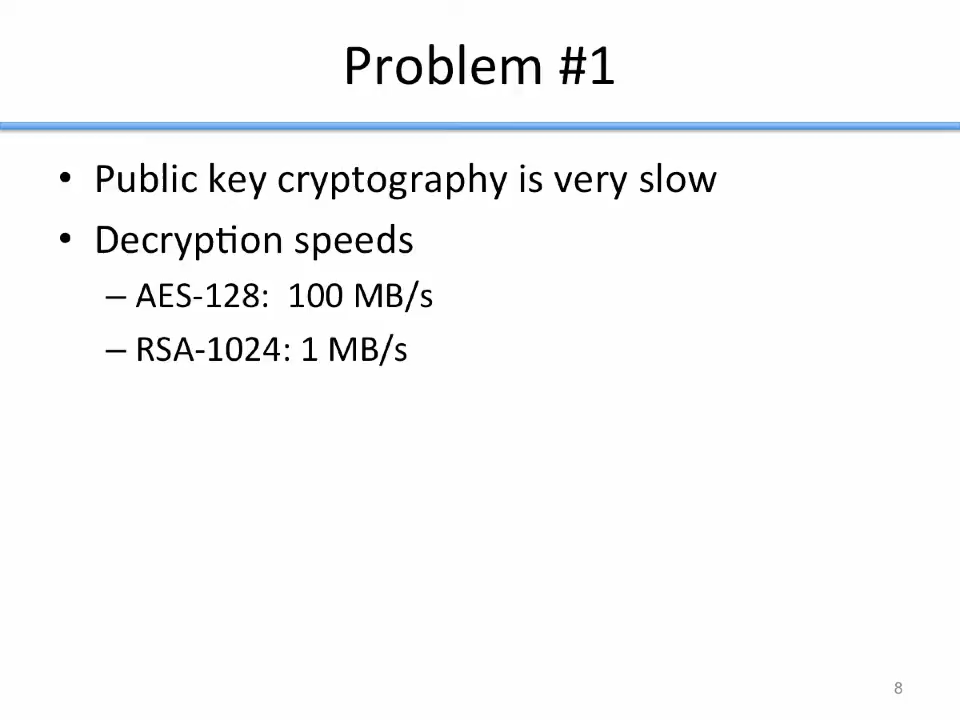 Problem #1
• Public key cryptography is very slow
• Decryption speeds
– AES-128:  100 MB/s
– RSA-1024: 1 MB/s
8